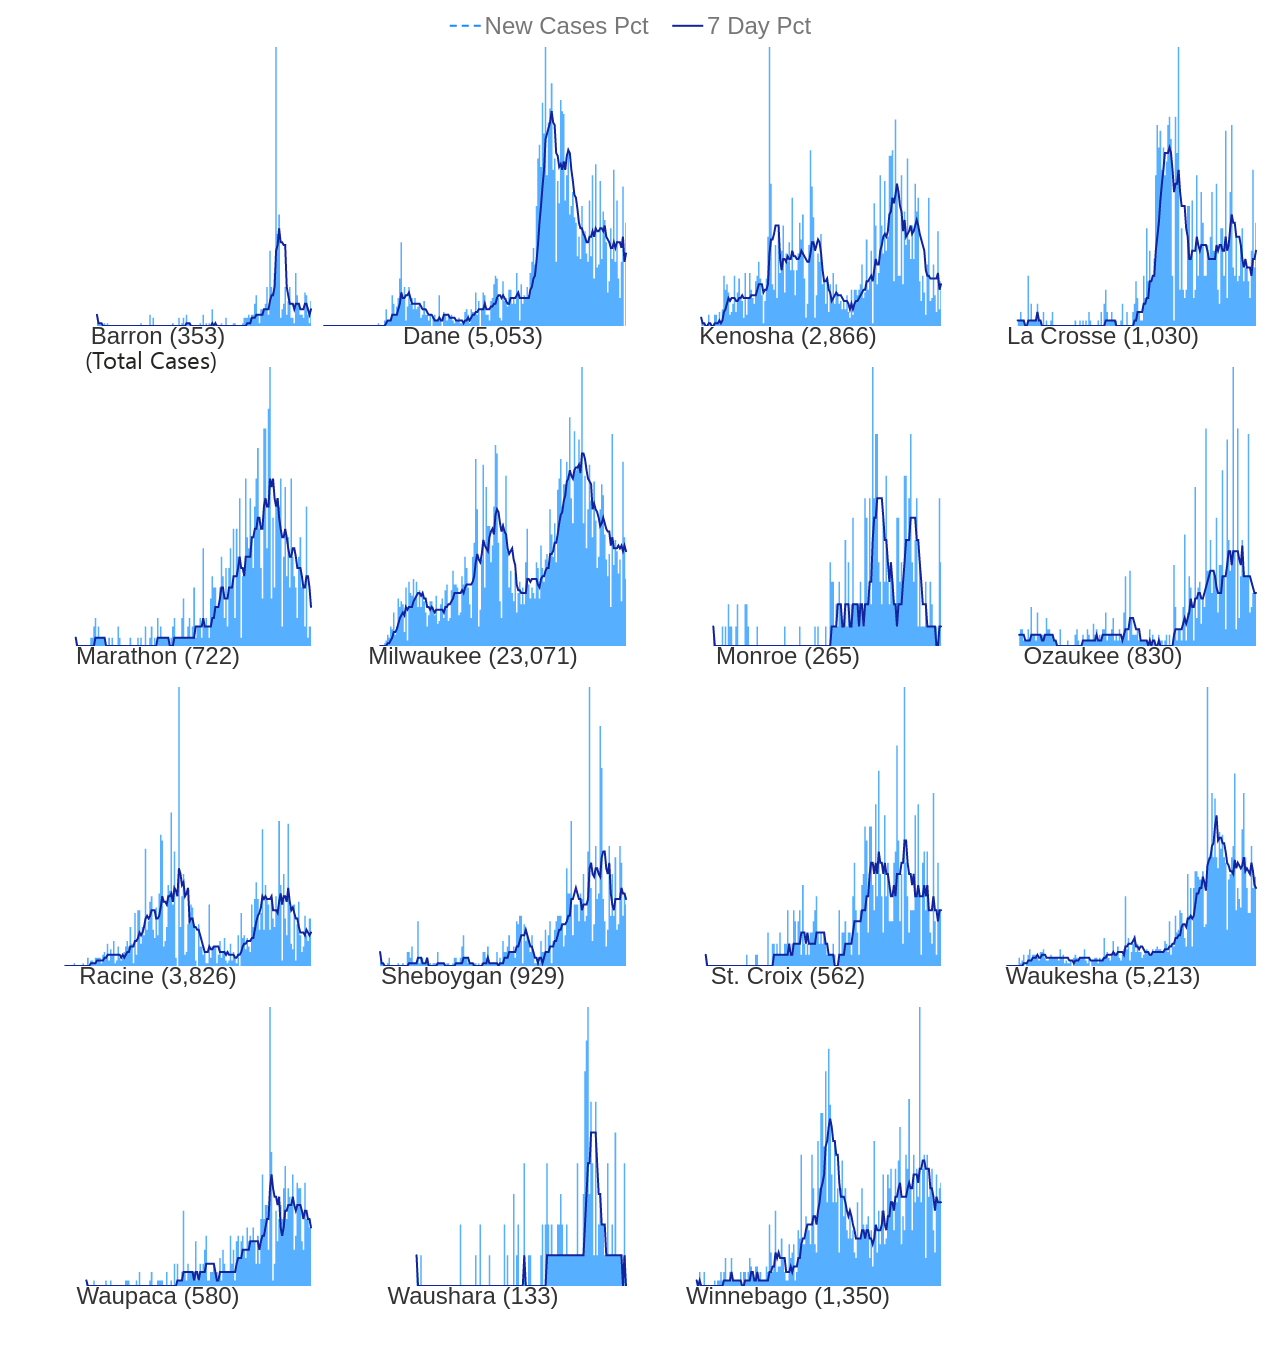 New Cases Pct 7 Day Pct
Barron (353) Dane (5,053) Kenosha (2,866) La Crosse (1,030)
(Total Cases)
Marathon (722) Milwaukee (23,071) Monroe (265) Ozaukee (830)
Racine (3,826) Sheboygan (929) St. Croix (562) Waukesha (5,213)
Waupaca (580) Waushara (133) Winnebago (1,350)